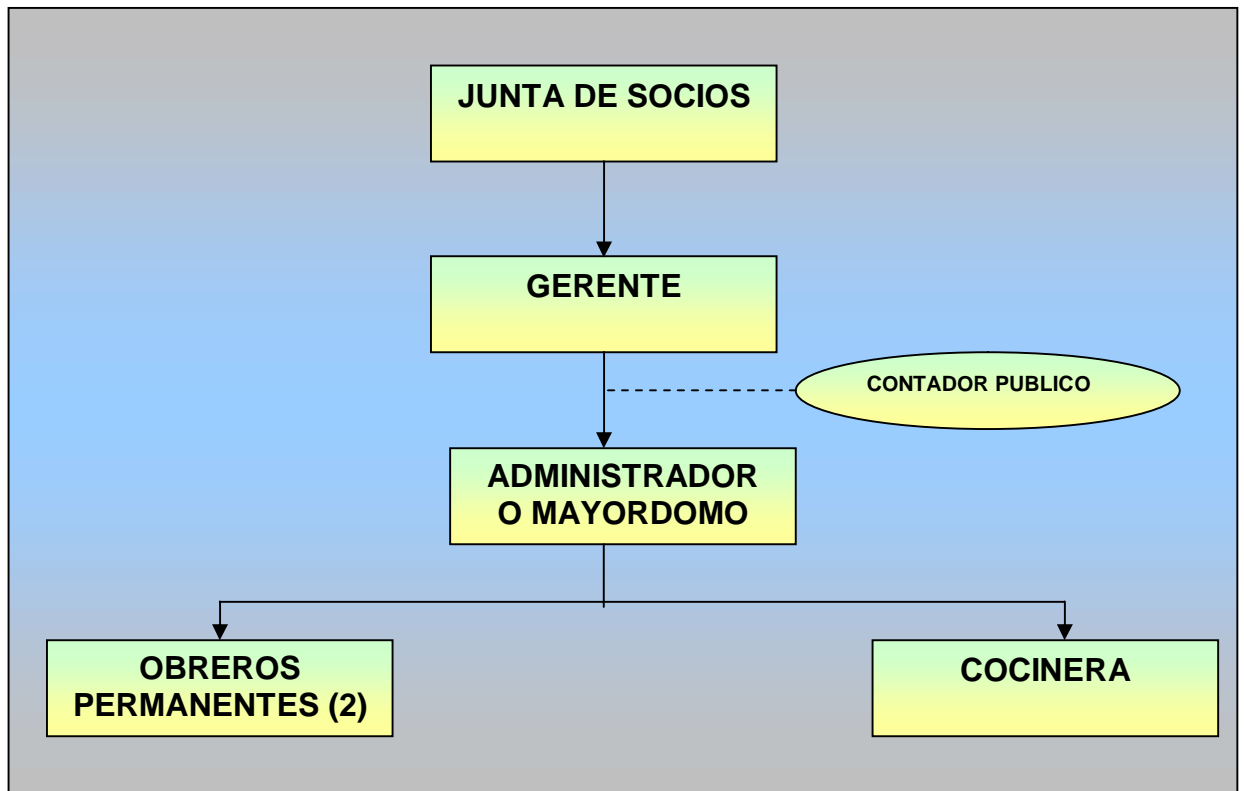 JUNTA DE SOCIOS
GERENTE
CONTADOR PUBLICO
ADMINISTRADOR
O MAYORDOMO
OBREROS
PERMANENTES (2)
COCINERA